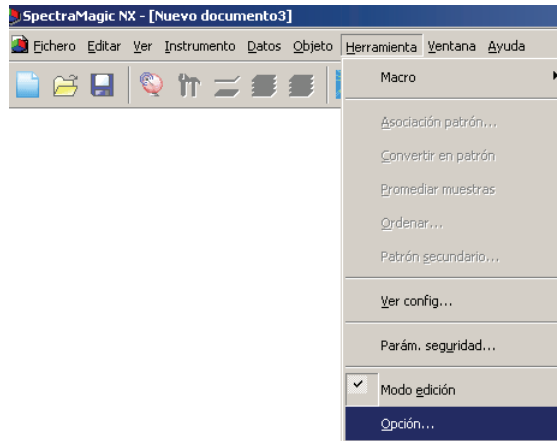 SpectraMagic NX - [Nuevo documento3]
Fichero Editar Ver Instrumento Datos Objeto Herramienta Ventana Ayuda
Macro
Asociación patrón...
Convertir en patrón
Promediar muestras
Ordenar...
Patrón secundario...
Ver config...
Parám. seguridad...
Modo edición
Opción...